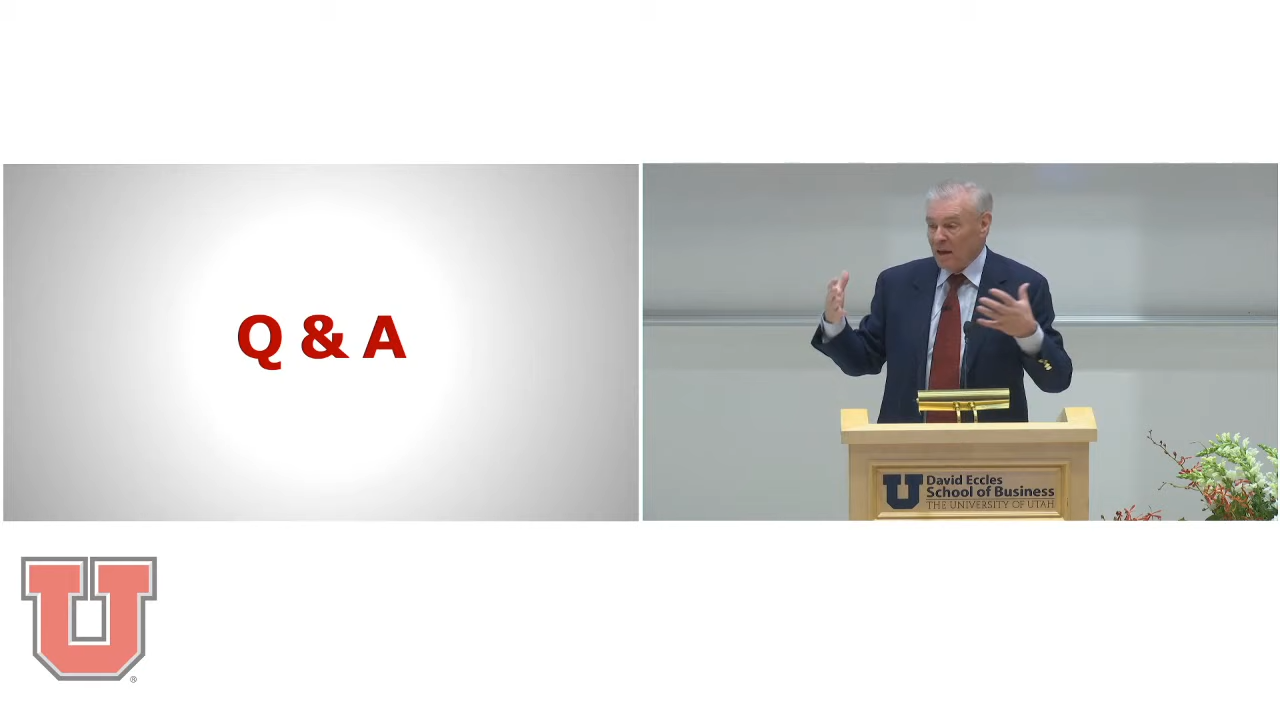 Q & A
U David Eccles
School of Business
THE UNIVERSITY OF UTAH
U
®